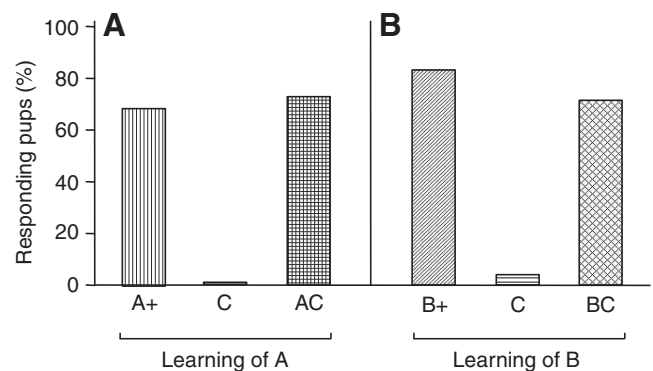 A
B
Responding pups (%)
100
80
60
40
20
0
A+ C AC B+ C BC
Learning of A Learning of B